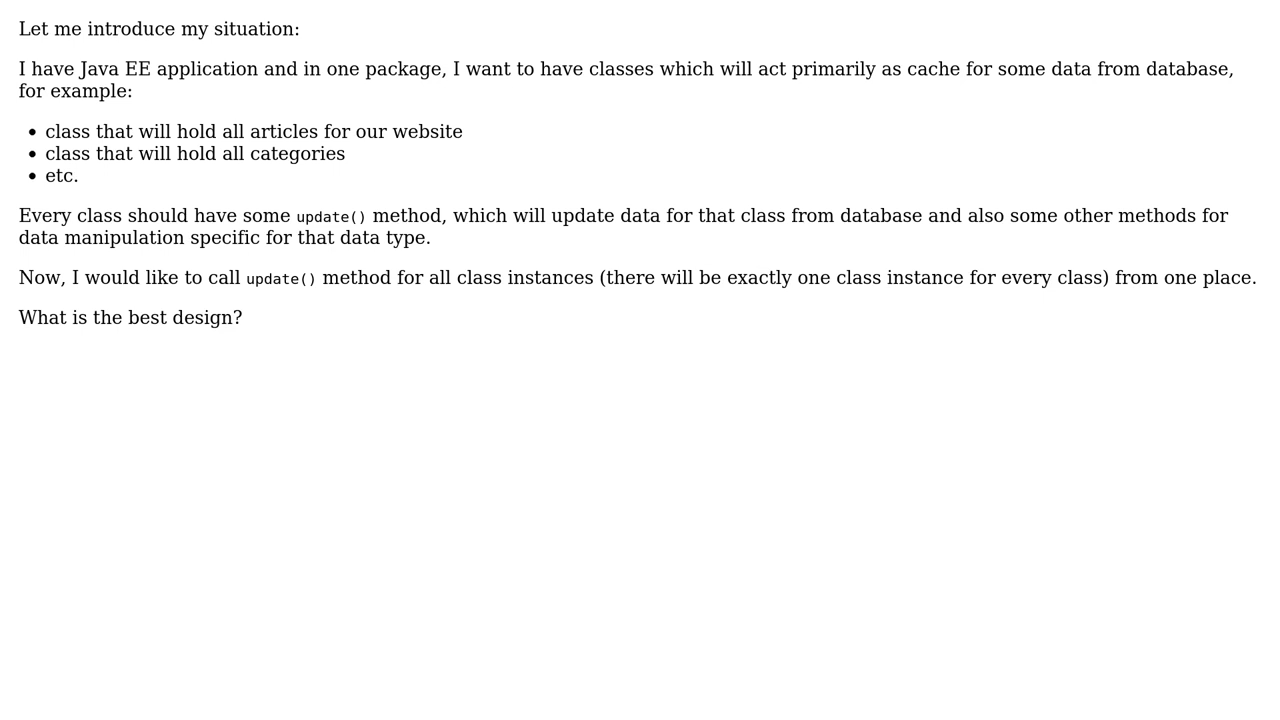 Let me introduce my situation:
I have Java EE application and in one package, I want to have classes which will act primarily as cache for some data from database,
for example:
• class that will hold all articles for our website
• class that will hold all categories
• etc.
Every class should have some update() method, which will update data for that class from database and also some other methods for
data manipulation specific for that data type.
Now, I would like to call update() method for all class instances (there will be exactly one class instance for every class) from one place.
What is the best design?